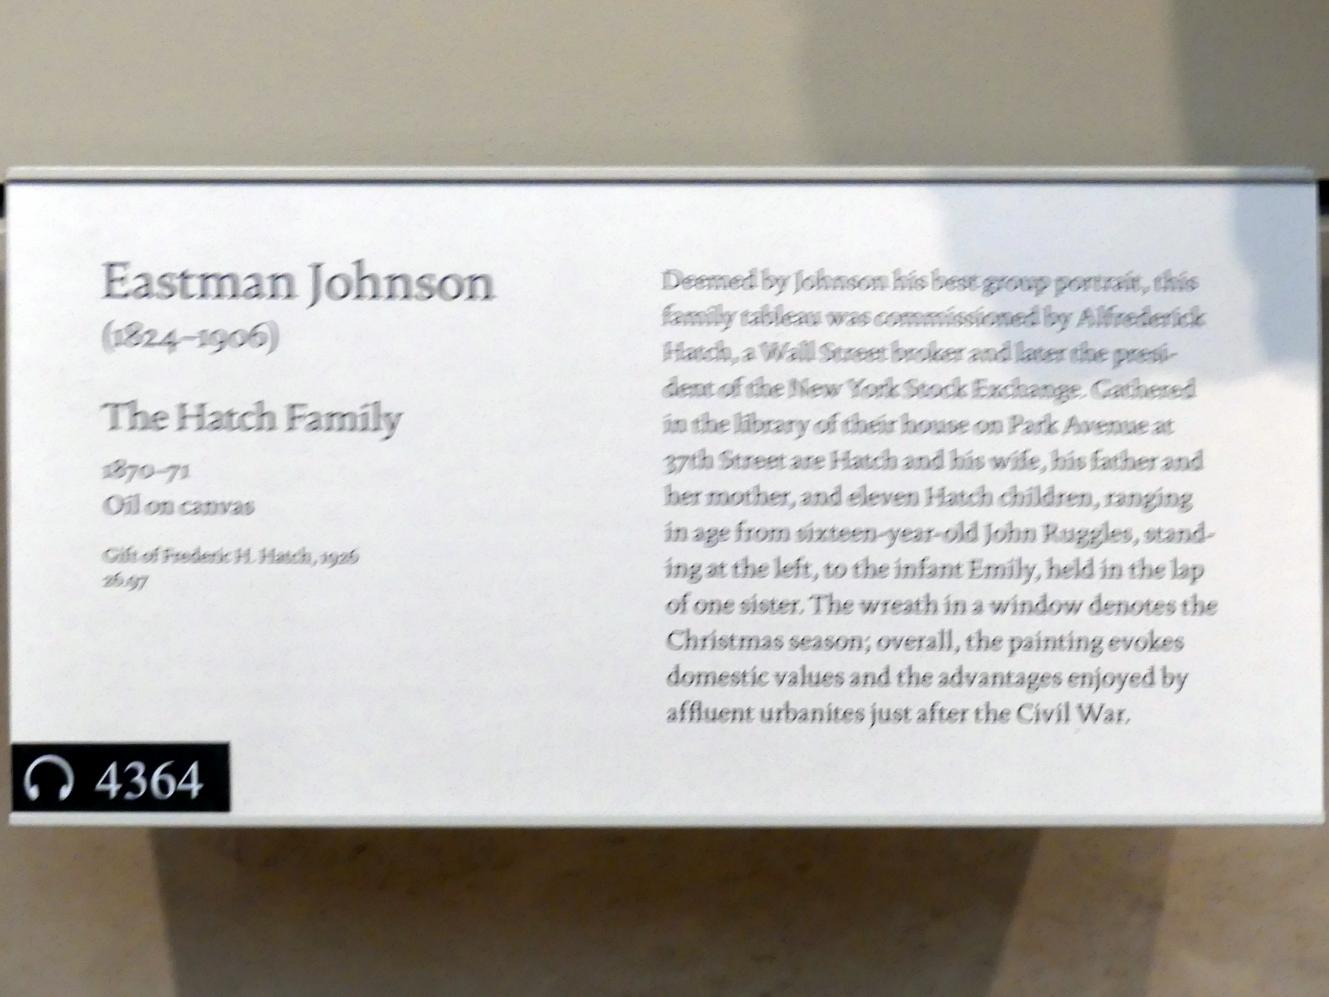 Eastman Johnson
(1824–1906)
The Hatch Family
1870–71
Oil on canvas
Gift of Frederic H. Hatch, 1926
26.97
Deemed by Johnson his best group portrait, this
family tableau was commissioned by Alfrederick
Hatch, a Wall Street broker and later the presi-
dent of the New York Stock Exchange. Gathered
in the library of their house on Park Avenue at
37th Street are Hatch and his wife, his father and
her mother, and eleven Hatch children, ranging
in age from sixteen-year-old John Ruggles, stand-
ing at the left, to the infant Emily, held in the lap
of one sister. The wreath in a window denotes the
Christmas season; overall, the painting evokes
domestic values and the advantages enjoyed by
affluent urbanites just after the Civil War.
4364